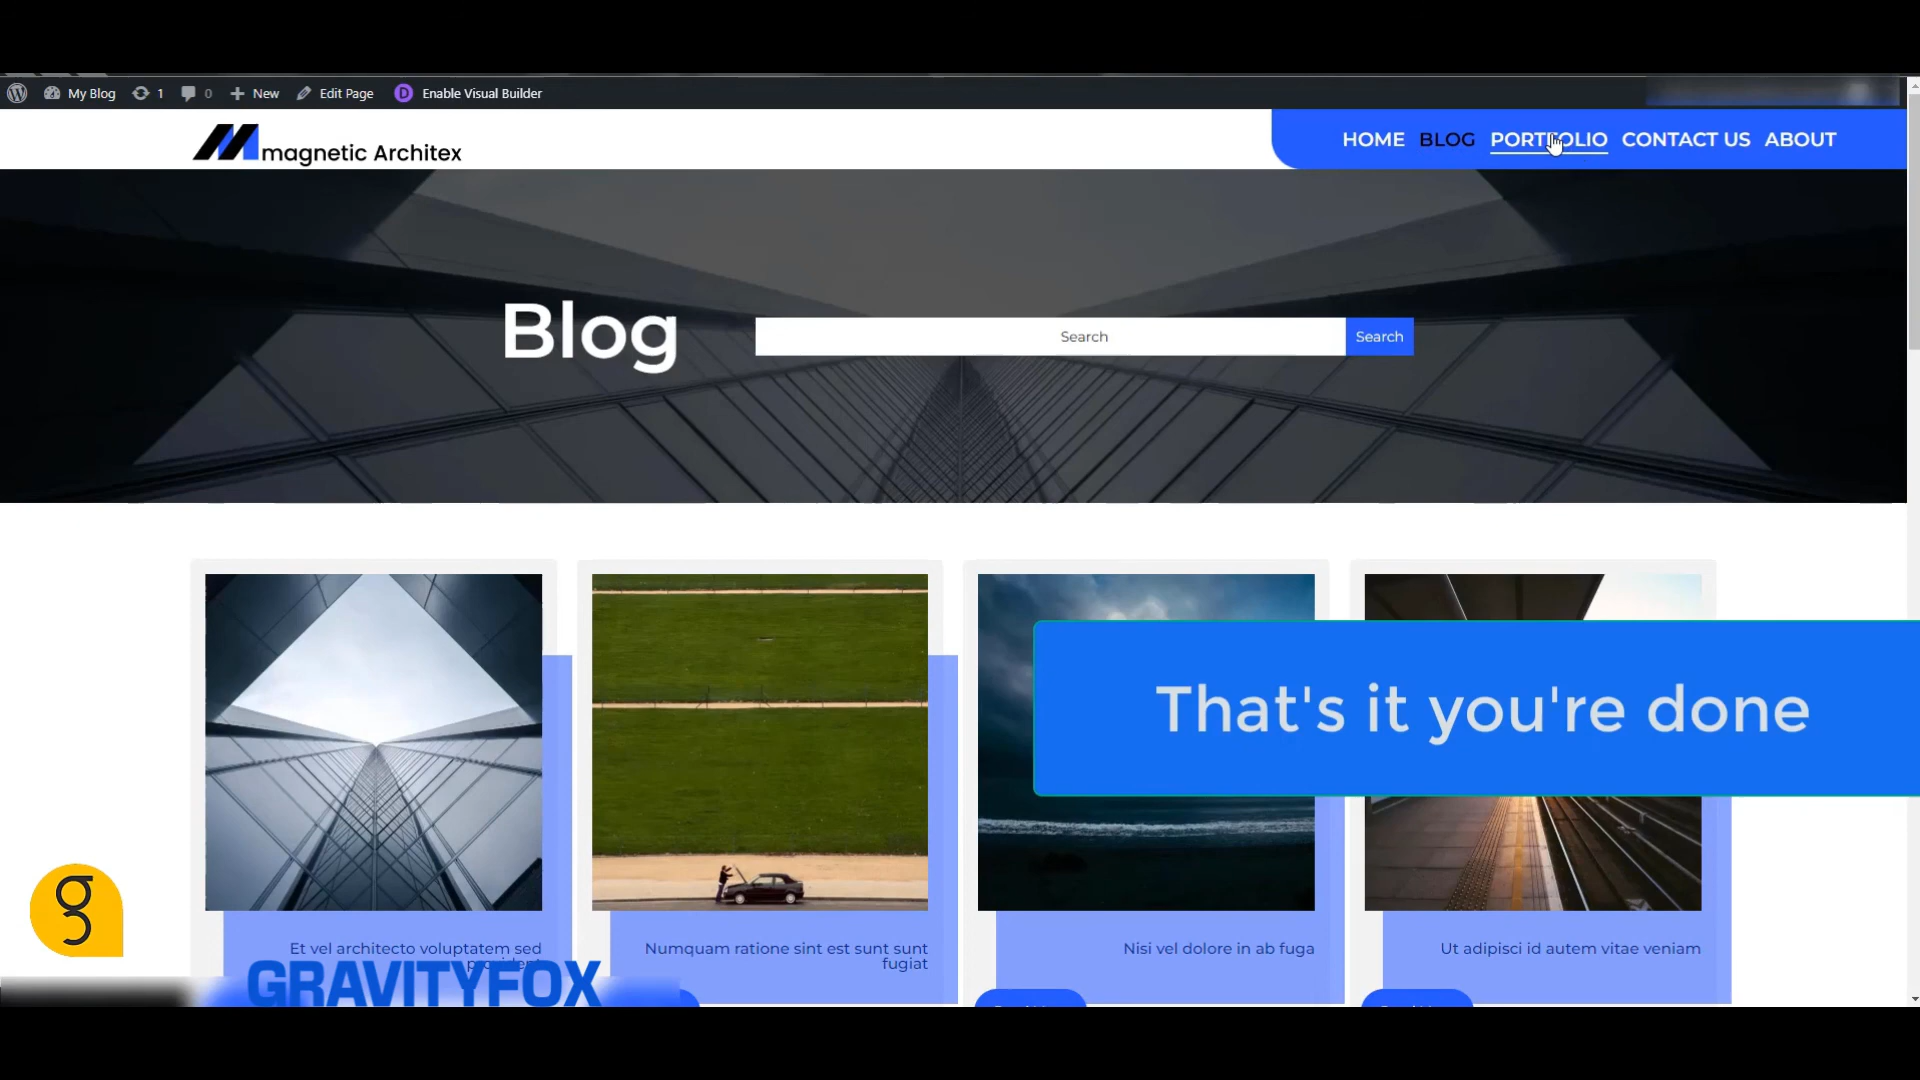 My Blog 1 0 New Edit Page D Enable Visual Builder
magnetic Architex
HOME BLOG PORTFOLIO CONTACT US ABOUT
Blog
Search Search
That's it you're done
g
Et vel architecto voluptatem sed
Numquam ratione sint est sunt sunt
fugiat
Nisi vel dolore in ab fuga
Ut adipisci id autem vitae veniam
GRAVITYFOX